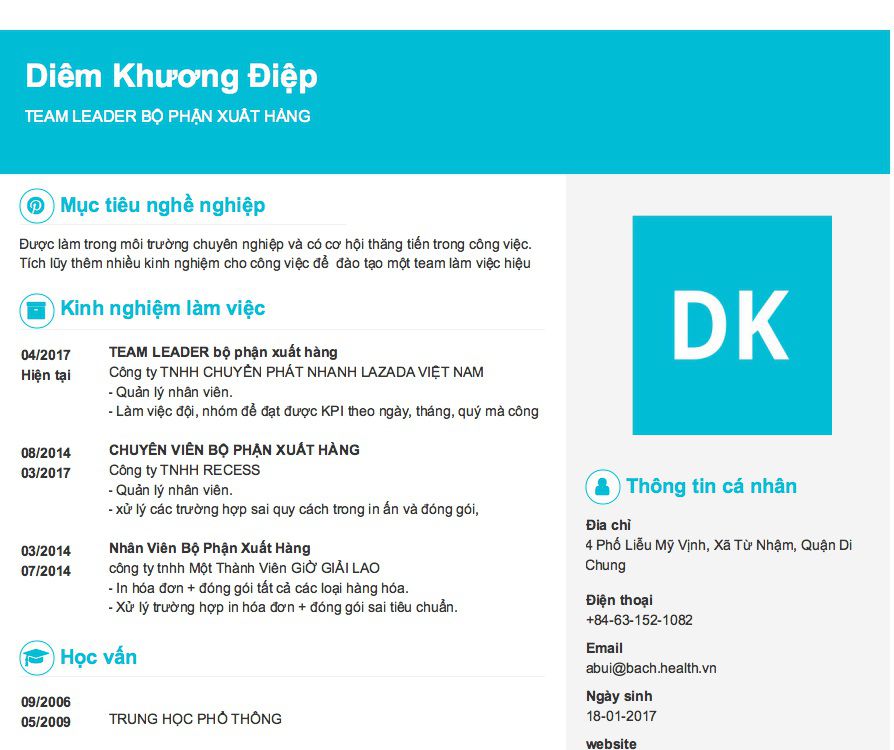 Diêm Khương Điệp
TEAM LEADER BỘ PHẬN XUẤT HÀNG
Mục tiêu nghề nghiệp
Được làm trong môi trường chuyên nghiệp và có cơ hội thăng tiến trong công việc.
Tích lũy thêm nhiều kinh nghiệm cho công việc để  đào tạo một team làm việc hiệu
Kinh nghiệm làm việc
04/2017
Hiện tại
TEAM LEADER bộ phận xuất hàng
Công ty TNHH CHUYỂN PHÁT NHANH LAZADA VIỆT NAM
- Quản lý nhân viên.
- Làm việc đội, nhóm để đạt được KPI theo ngày, tháng, quý mà công
08/2014
03/2017
CHUYÊN VIÊN BỘ PHẬN XUẤT HÀNG
Công ty TNHH RECESS
- Quản lý nhân viên.
- xử lý các trường hợp sai quy cách trong in ấn và đóng gói,
03/2014
07/2014
Nhân Viên Bộ Phận Xuất Hàng
công ty tnhh Một Thành Viên GiỜ GIẢI LAO
- In hóa đơn + đóng gói tất cả các loại hàng hóa.
- Xử lý trường hợp in hóa đơn + đóng gói sai tiêu chuẩn.
Học vấn
09/2006
05/2009
TRUNG HỌC PHỔ THÔNG
DK
Thông tin cá nhân
Địa chỉ
4 Phố Liễu Mỹ Vịnh, Xã Từ Nhậm, Quận Di
Chung
Điện thoại
+84-63-152-1082
Email
abui@bach.health.vn
Ngày sinh
18-01-2017
website